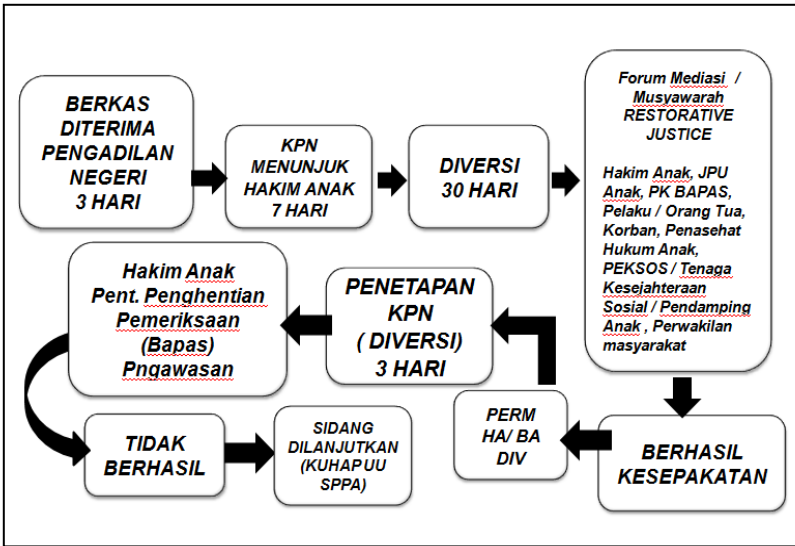 BERKAS
DITERIMA
PENGADILAN
NEGERI
3 HARI
KPN
MENUNJUK
HAKIM ANAK
7 HARI
DIVERSI
30 HARI
Forum Mediasi /
Musyawarah
RESTORATIVE
JUSTICE
Hakim Anak, JPU
Anak, PK BAPAS,
Pelaku / Orang Tua,
Korban, Penasehat
Hukum Anak,
PEKSOS / Tenaga
Kesejahteraan
Sosial / Pendamping
Anak , Perwakilan
masyarakat
BERHASIL
KESEPAKATAN
PERM
HA/ BA
DIV
PENETAPAN
KPN
( DIVERSI)
3 HARI
Hakim Anak
Pent. Penghentian
Pemeriksaan
(Bapas)
Pngawasan
TIDAK
BERHASIL
SIDANG
DILANJUTKAN
(KUHAP UU
SPPA)